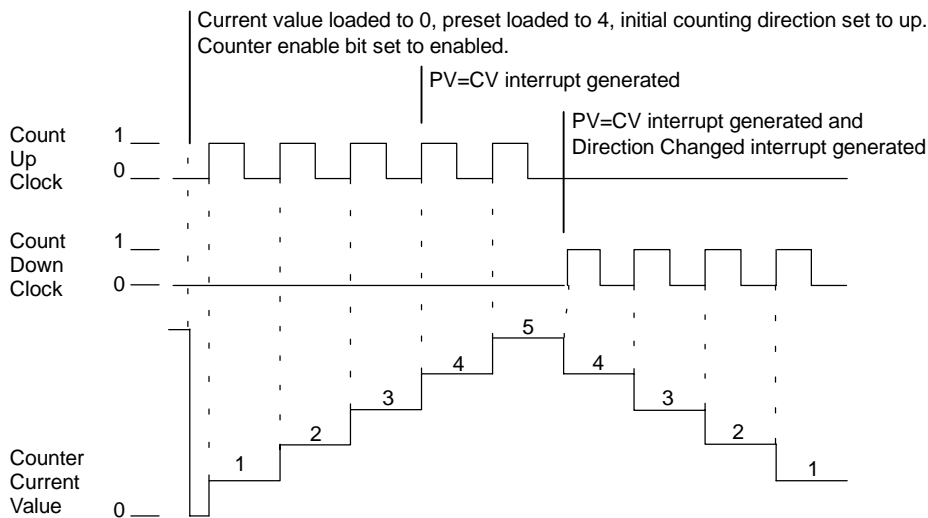 Current value loaded to 0, preset loaded to 4, initial counting direction set to up.
Counter enable bit set to enabled.
PV=CV interrupt generated
PV=CV interrupt generated and
Direction Changed interrupt generated
Count
Up
Clock
1
0
Count
Down
Clock
1
0
5
4
4
3
3
2
2
1
1
Counter
Current
Value
0